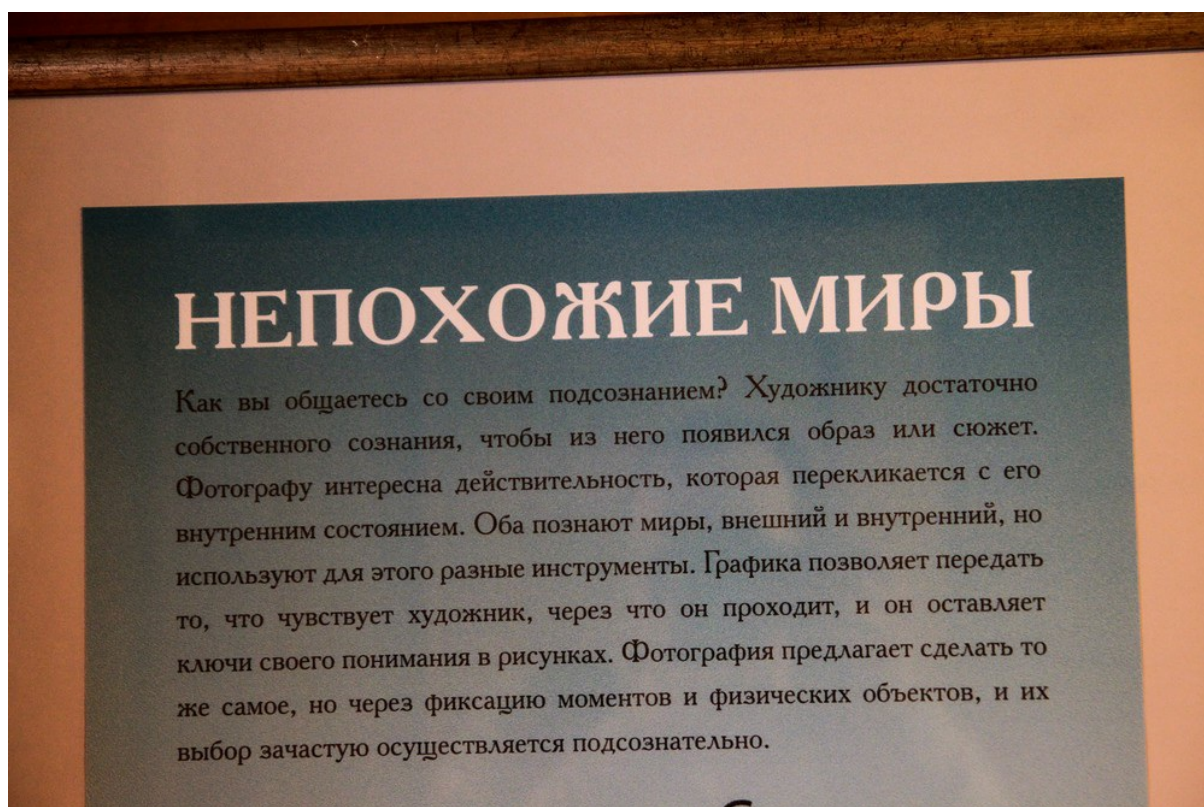 НЕПОХОЖИЕ МИРЫ
Как вы общаетесь со своим подсознанием? Художнику достаточно
собственного сознания, чтобы из него появился образ или сюжет.
Фотографу интересна действительность, которая перекликается с его
внутренним состоянием. Оба познают миры, внешний и внутренний, но
используют для этого разные инструменты. Графика позволяет передать
то, что чувствует художник, через что он проходит, и он оставляет
ключи своего понимания в рисунках. Фотография предлагает сделать то
же самое, но через фиксацию моментов и физических объектов, и их
выбор зачастую осуществляется подсознательно.